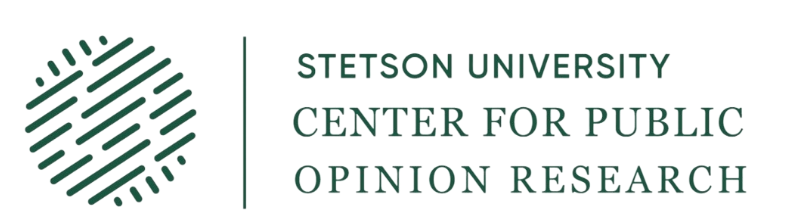 STETSON UNIVERSITY
CENTER FOR PUBLIC
OPINION RESEARCH